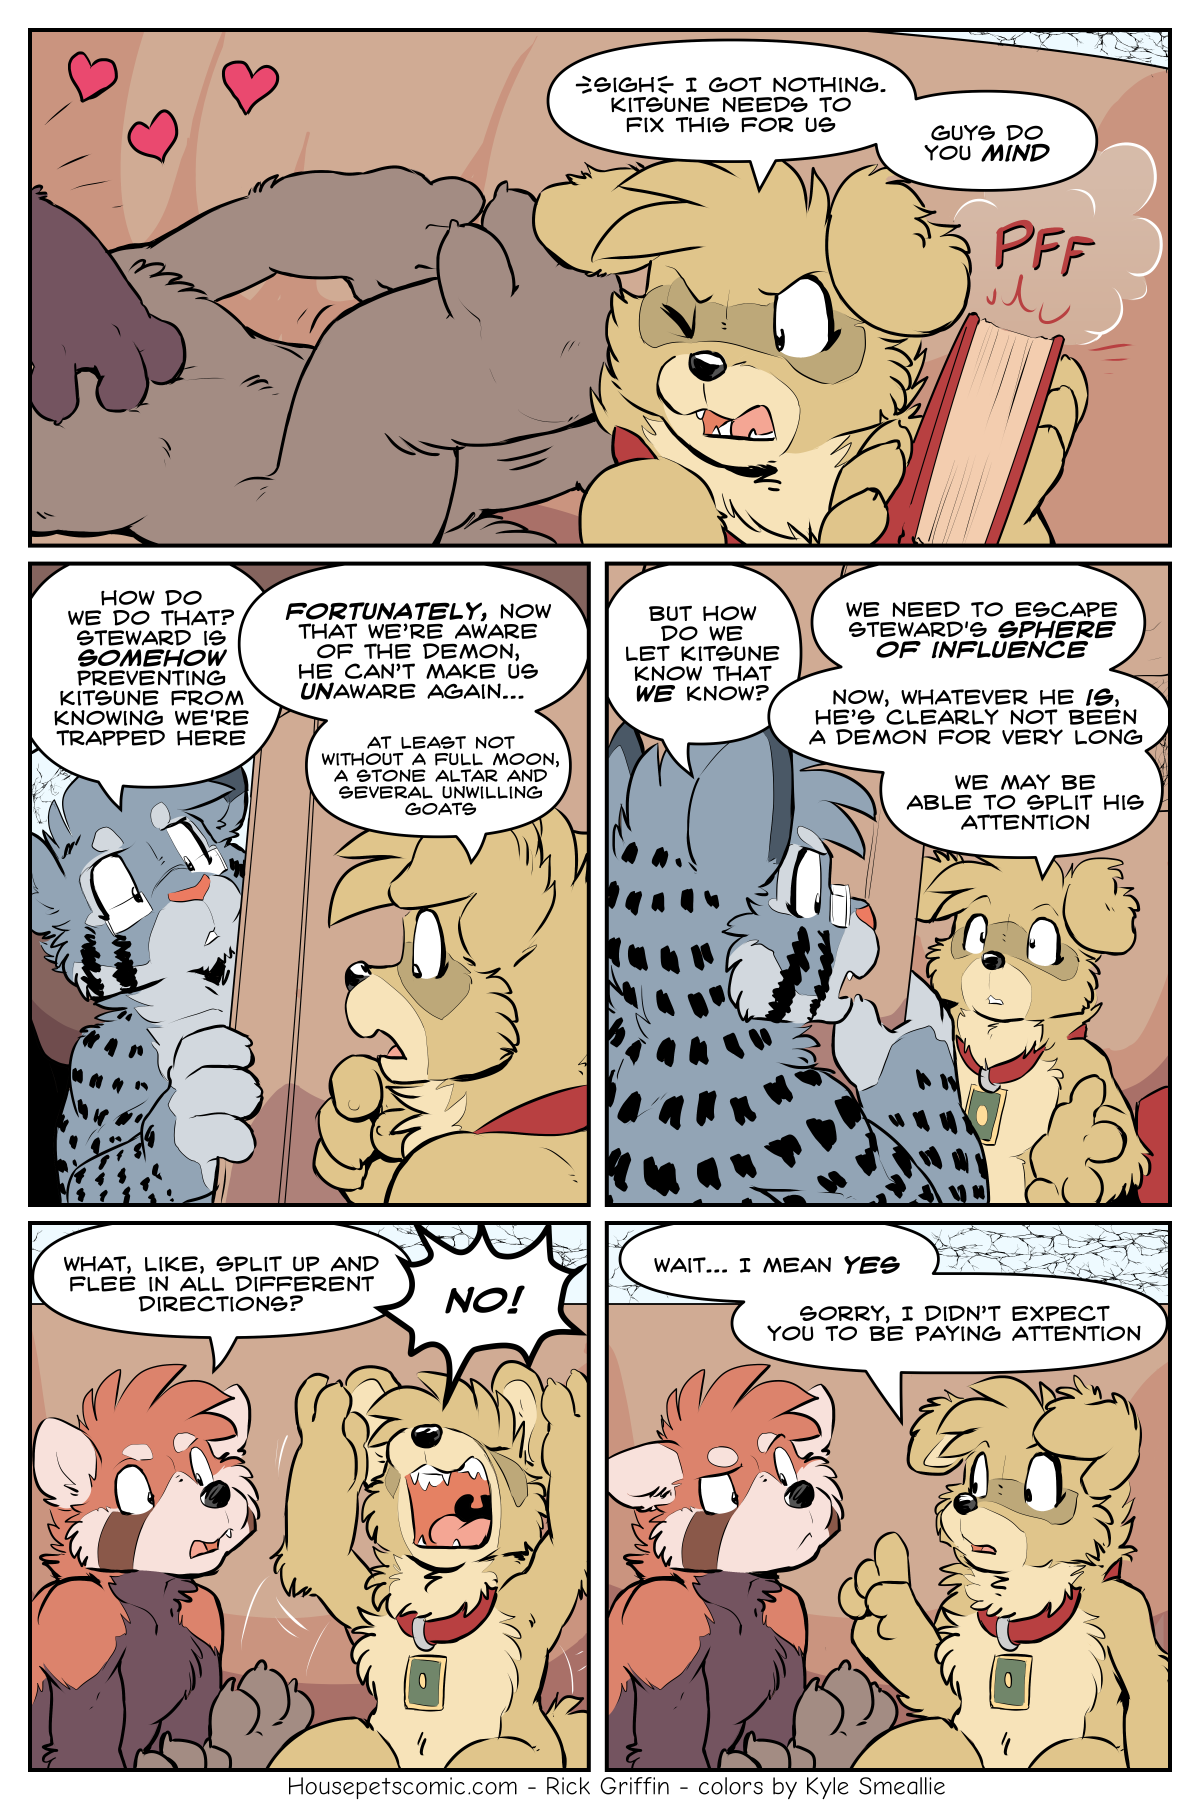 SIGH I GOT NOTHING.
KITSUNE NEEDS TO
FIX THIS FOR US
GUYS DO
YOU MIND
PFF
HOW DO
WE DO THAT?
STEWARD IS
SOMEHOW
PREVENTING
KITSUNE FROM
KNOWING WE'RE
TRAPPED HERE
FORTUNATELY, NOW
THAT WE'RE AWARE
OF THE DEMON,
HE CAN'T MAKE US
UNAWARE AGAIN...
AT LEAST NOT
WITHOUT A FULL MOON,
A STONE ALTAR AND
SEVERAL UNWILLING
GOATS
BUT HOW
DO WE
LET KITSUNE
KNOW THAT
WE KNOW?
WE NEED TO ESCAPE
STEWARD'S SPHERE
OF INFLUENCE
NOW, WHATEVER HE IS,
HE'S CLEARLY NOT BEEN
A DEMON FOR VERY LONG
WE MAY BE
ABLE TO SPLIT HIS
ATTENTION
WHAT, LIKE, SPLIT UP AND
FLEE IN ALL DIFFERENT
DIRECTIONS?
NO!
WAIT... I MEAN YES
SORRY, I DIDN'T EXPECT
YOU TO BE PAYING ATTENTION
Housepetscomic.com - Rick Griffin - colors by Kyle Smeallie